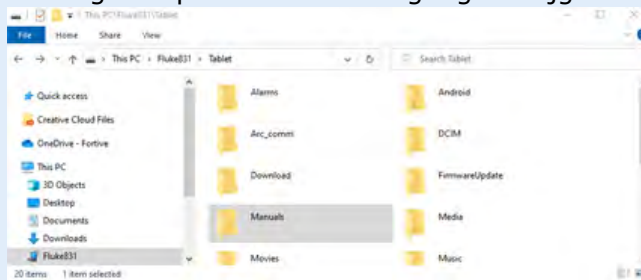 This PC\Fluke831\Tablet
File Home Share View
This PC > Fluke831 > Tablet
Search Tablet
Quick access
Creative Cloud Files
OneDrive - Fortive
This PC
3D Objects
Desktop
Documents
Downloads
Fluke831
Alarms
Android
Arc_comm
DCIM
Download
FirmwareUpdate
Manuals
Media
Movies
Music
20 items 1 item selected